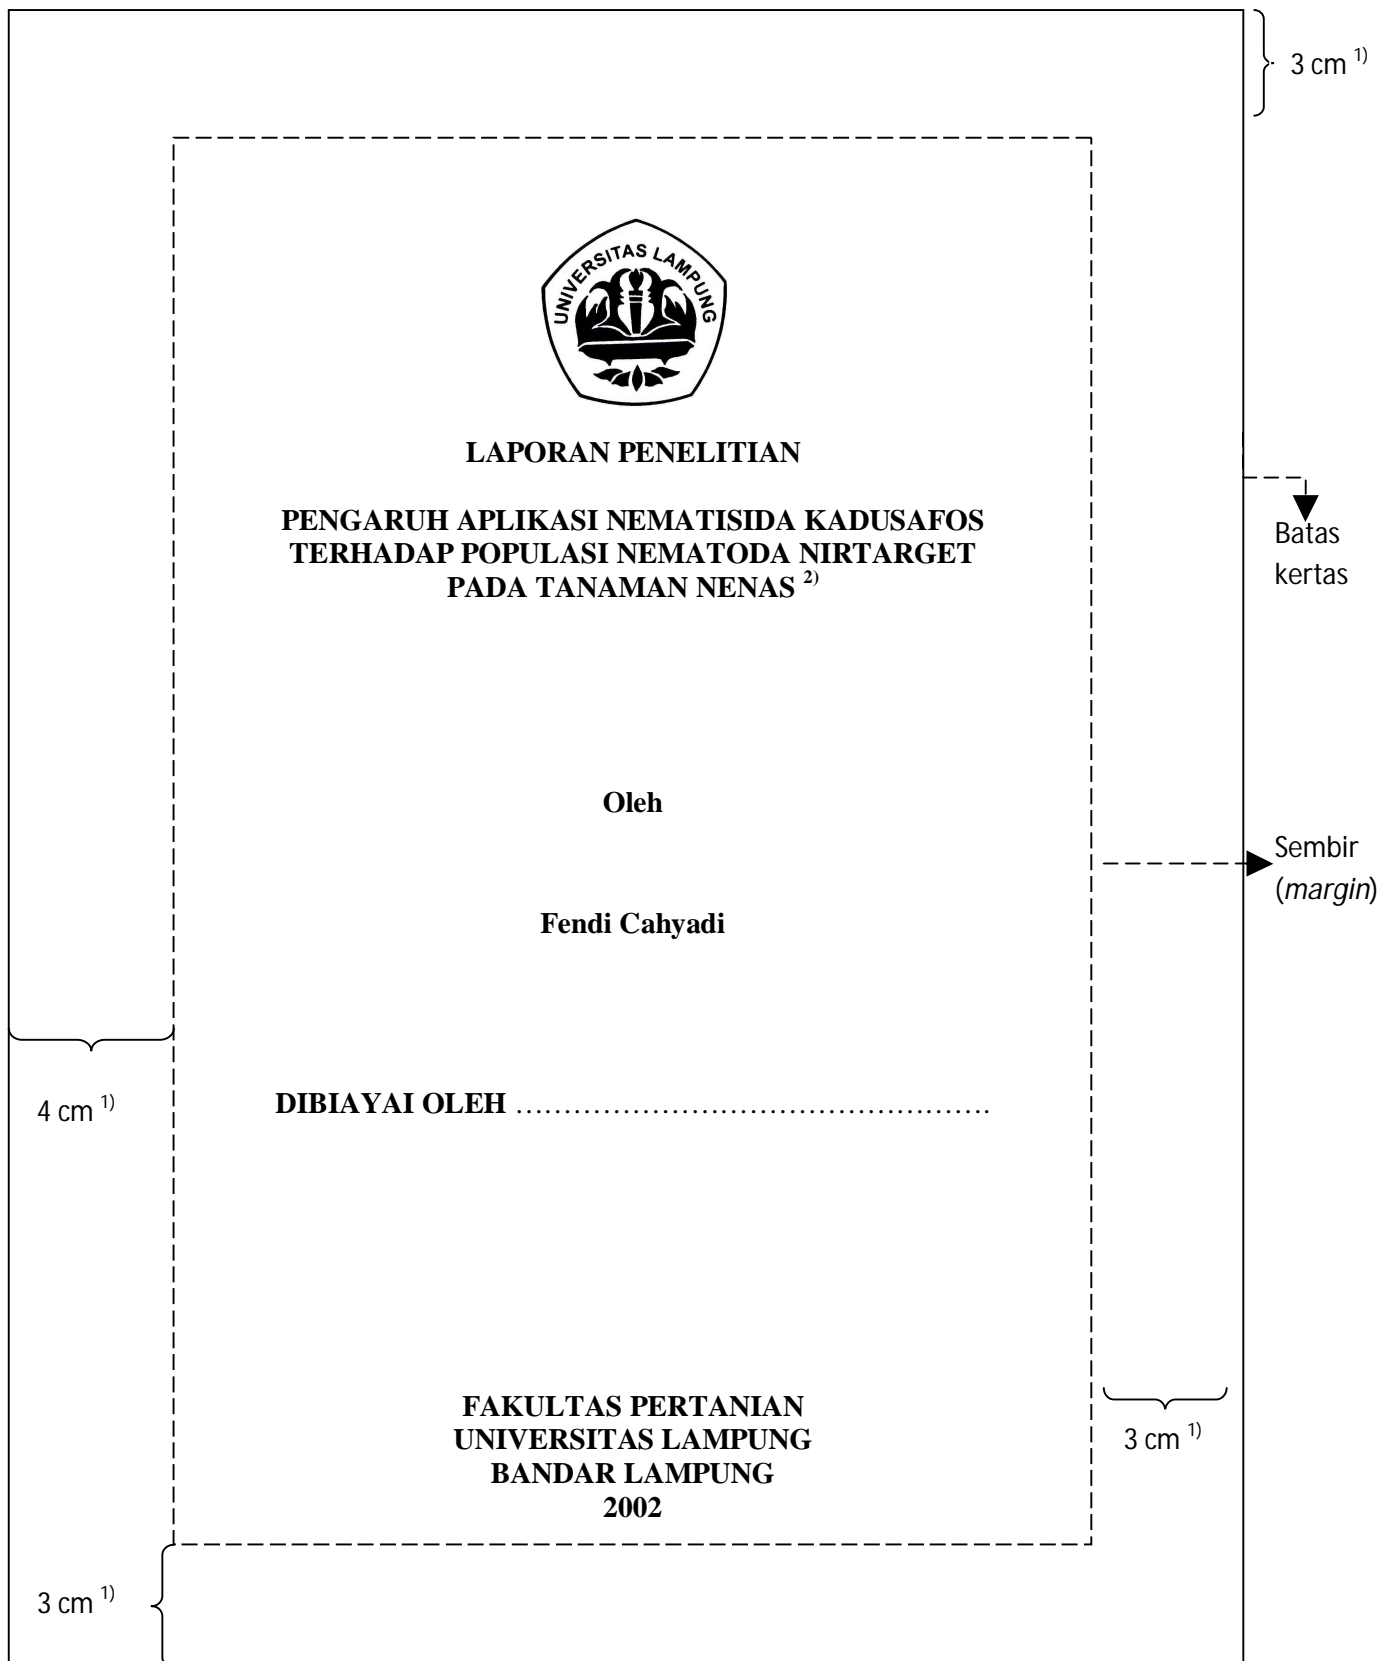 3 cm 1)
UNIVERSITAS LAMPUNG
LAPORAN PENELITIAN
PENGARUH APLIKASI NEMATISIDA KADUSAFOS
TERHADAP POPULASI NEMATODA NIRTARGET
PADA TANAMAN NENAS 2)
Batas
kertas
Oleh
Sembir
(margin)
Fendi Cahyadi
4 cm 1)
DIBIAYAI OLEH ………………………………………….
FAKULTAS PERTANIAN
UNIVERSITAS LAMPUNG
BANDAR LAMPUNG
2002
3 cm 1)
3 cm 1)